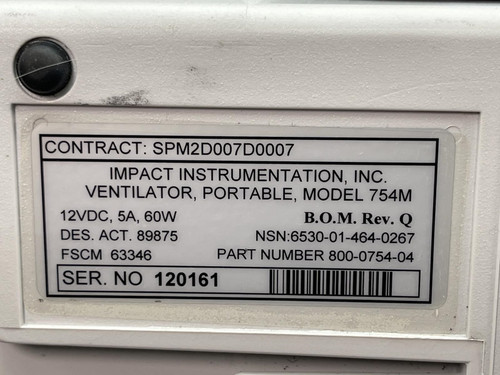 CONTRACT: SPM2D007D0007
IMPACT INSTRUMENTATION, INC.
VENTILATOR, PORTABLE, MODEL 754M
12VDC, 5A, 60W B.O.M. Rev. Q
DES. ACT. 89875 NSN:6530-01-464-0267
FSCM 63346 PART NUMBER 800-0754-04
SER. NO 120161